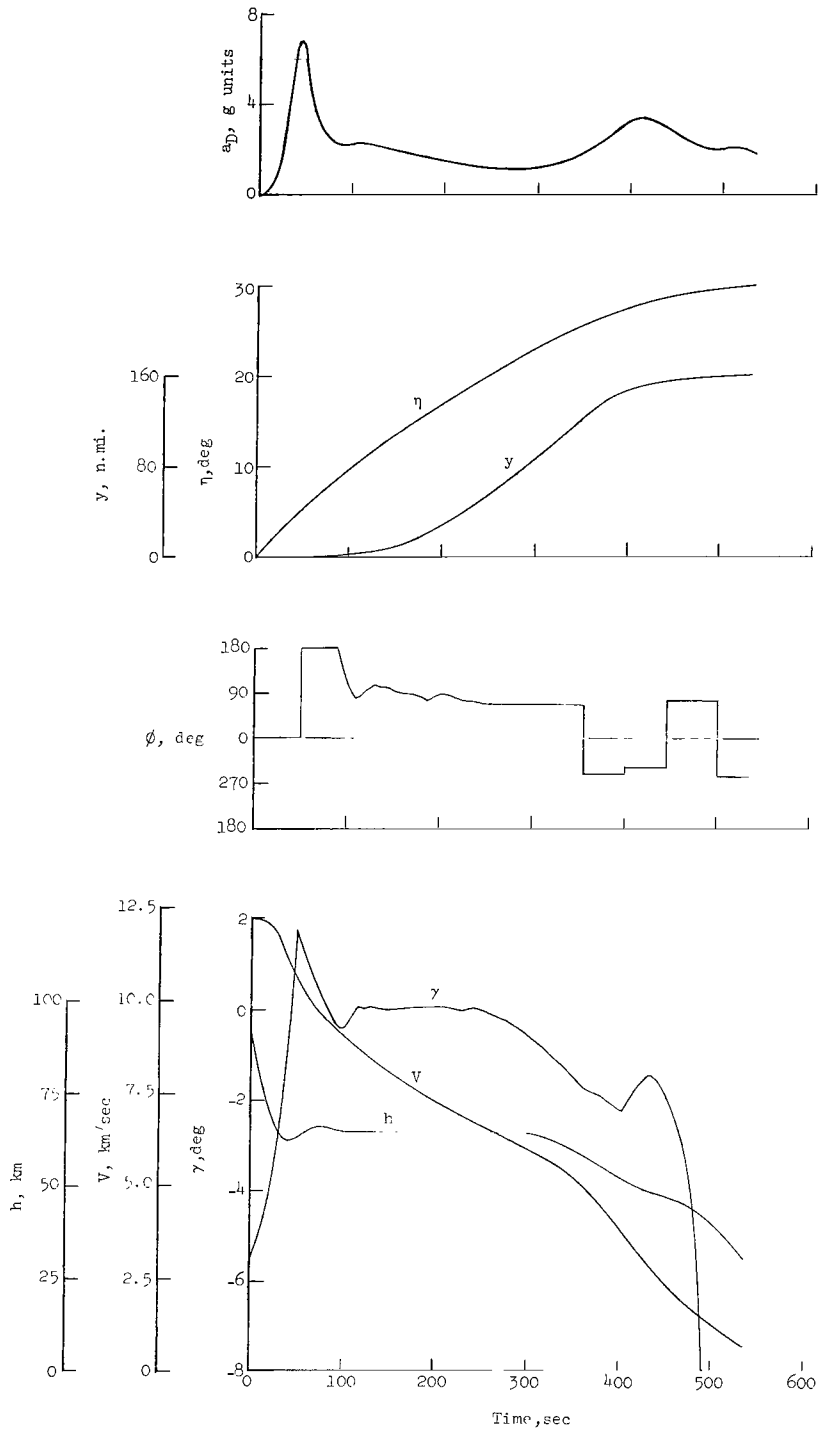 8
4
0
a_D, g units
30
20
10
0
160
80
0
y, n.mi.
η, deg
η
y
180
90
0
270
180
ø, deg
12.5
10.0
7.5
5.0
2.5
0
100
75
50
25
0
2
0
-2
-4
-6
-8
h, km
V, km/sec
γ, deg
γ
V
h
0 100 200 300 400 500 600
Time, sec